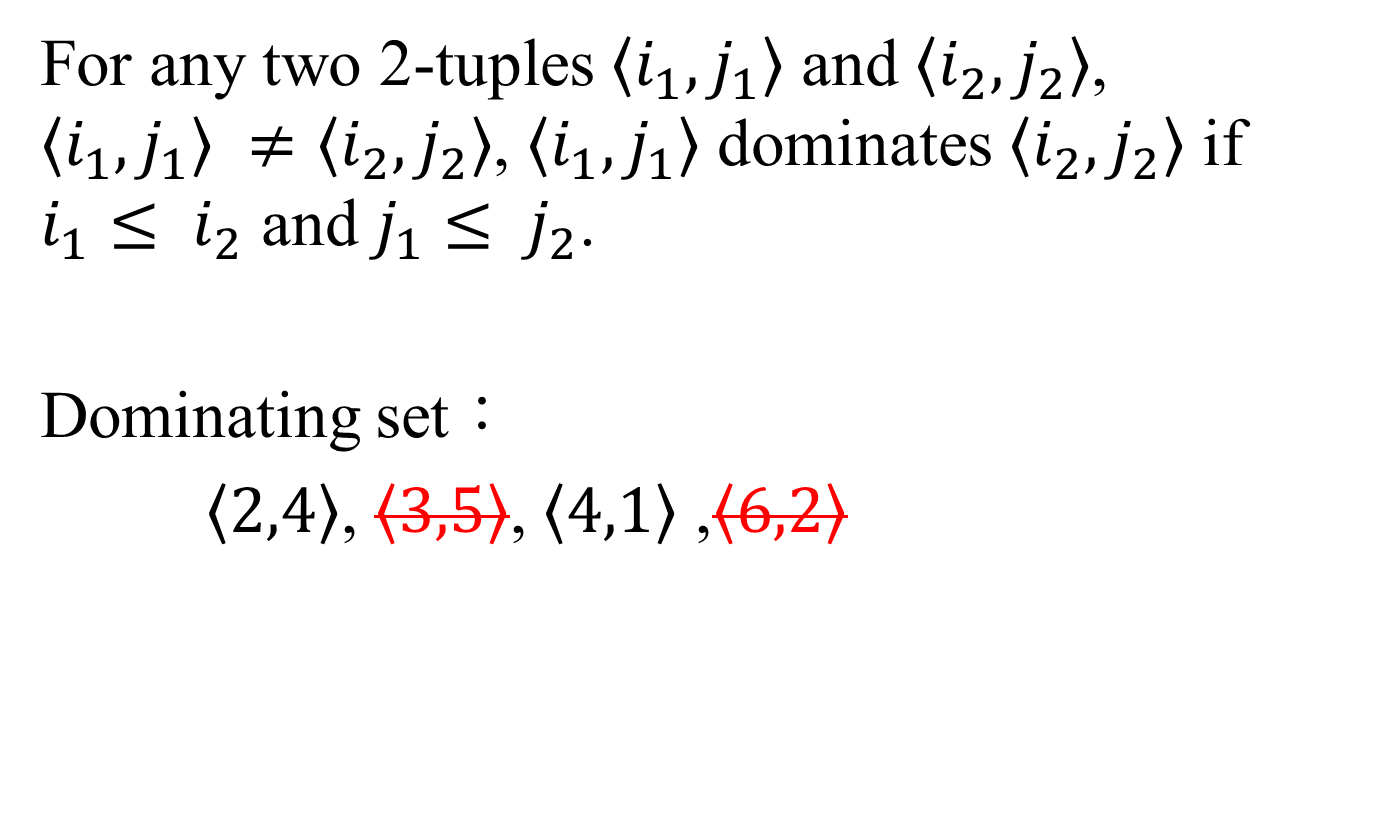 For any two 2-tuples ⟨i₁, j₁⟩ and ⟨i₂, j₂⟩,
⟨i₁, j₁⟩ ≠ ⟨i₂, j₂⟩, ⟨i₁, j₁⟩ dominates ⟨i₂, j₂⟩ if
i₁ ≤ i₂ and j₁ ≤ j₂.
Dominating set：
⟨2,4⟩, ⟨3,5⟩, ⟨4,1⟩ ,⟨6,2⟩